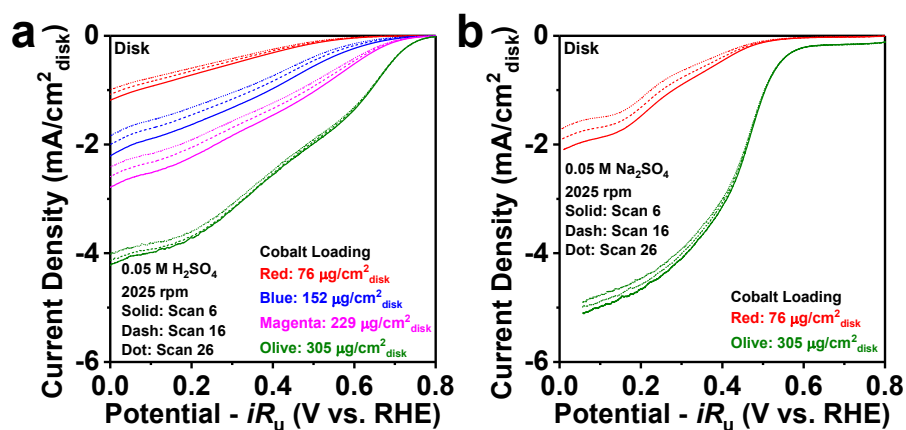 a
Disk
0
-2
-4
-6
Current Density (mA/cm²disk)
0.05 M H₂SO₄
2025 rpm
Solid: Scan 6
Dash: Scan 16
Dot: Scan 26
Cobalt Loading
Red: 76 μg/cm²disk
Blue: 152 μg/cm²disk
Magenta: 229 μg/cm²disk
Olive: 305 μg/cm²disk
0.0 0.2 0.4 0.6 0.8
Potential - iRᵤ (V vs. RHE)
b
Disk
0
-2
-4
-6
Current Density (mA/cm²disk)
0.05 M Na₂SO₄
2025 rpm
Solid: Scan 6
Dash: Scan 16
Dot: Scan 26
Cobalt Loading
Red: 76 μg/cm²disk
Olive: 305 μg/cm²disk
0.0 0.2 0.4 0.6 0.8
Potential - iRᵤ (V vs. RHE)